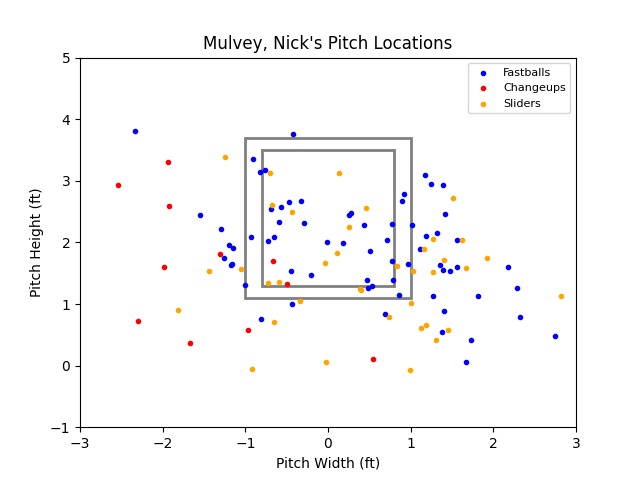 Mulvey, Nick's Pitch Locations
Fastballs
Changeups
Sliders
5
4
3
2
1
0
−1
Pitch Height (ft)
−3
−2
−1
0
1
2
3
Pitch Width (ft)